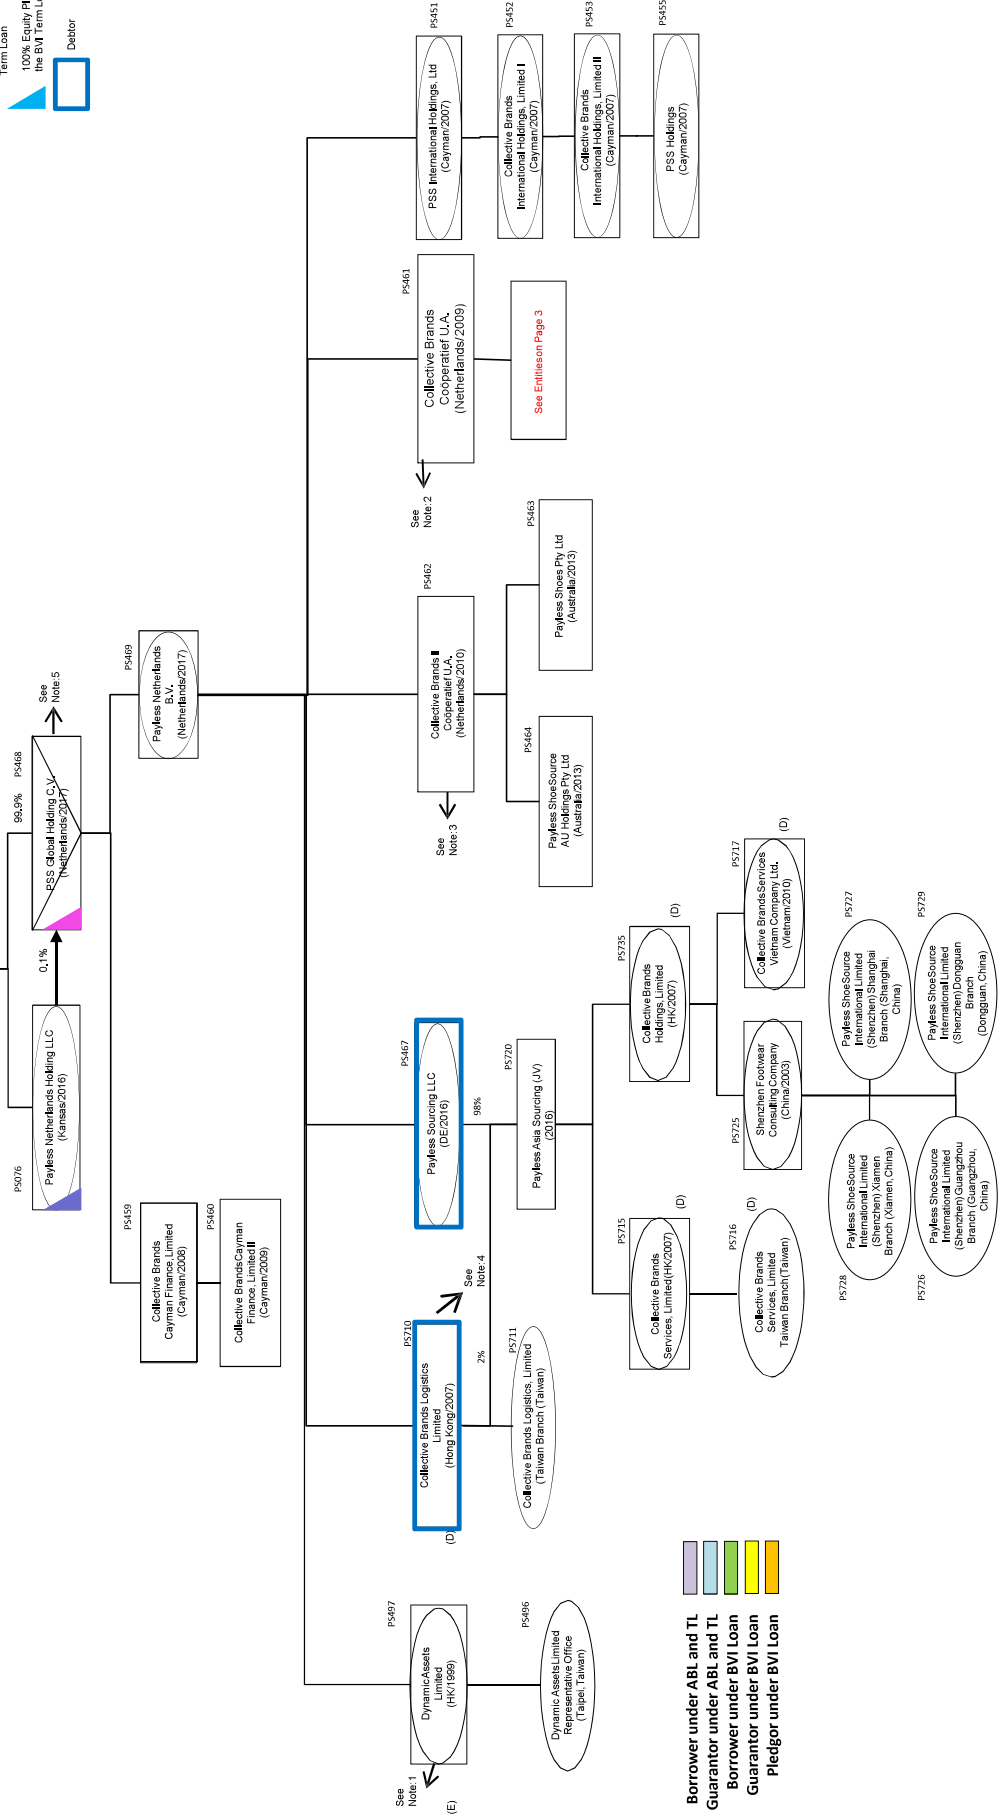 Term Loan
100% Equity Pl
the BVI Term Lo
Debtor
PS076
Payless Netherlands Holding LLC
(Kansas/2016)
0.1%
99.9%
PS468
PSS Global Holding C.V.
(Netherlands/2017)
See
Note:5
PS459
Collective Brands
Cayman Finance, Limited
(Cayman/2008)
PS460
Collective Brands Cayman
Finance, Limited II
(Cayman/2009)
PS469
Payless Netherlands
B.V.
(Netherlands/2017)
See
Note:1
(E)
PS497
Dynamic Assets
Limited
(HK/1999)
PS496
Dynamic Assets Limited
Representative Office
(Taipei, Taiwan)
(D)
PS710
Collective Brands Logistics
Limited
(Hong Kong/2007)
See
Note:4
2%
PS711
Collective Brands Logistics, Limited
(Taiwan Branch (Taiwan)
PS467
Payless Sourcing LLC
(DE/2016)
98%
PS720
Payless Asia Sourcing (JV)
(2016)
PS715
Collective Brands
Services, Limited (HK/2007)
(D)
PS716
Collective Brands
Services, Limited
Taiwan Branch (Taiwan)
(D)
PS735
Collective Brands
Holdings, Limited
(HK/2007)
(D)
PS725
Shenzhen Footwear
Consulting Company
(China/2003)
PS717
Collective Brands Services
Vietnam Company Ltd.
(Vietnam/2010)
(D)
PS728
Payless ShoeSource
International Limited
(Shenzhen) Xiamen
Branch (Xiamen, China)
PS727
Payless ShoeSource
International Limited
(Shenzhen) Shanghai
Branch (Shanghai,
China)
PS726
Payless ShoeSource
International Limited
(Shenzhen) Guangzhou
Branch (Guangzhou,
China)
PS729
Payless ShoeSource
International Limited
(Shenzhen) Dongguan
Branch
(Dongguan, China)
See
Note:3
PS462
Collective Brands II
Coöperatief U.A.
(Netherlands/2010)
PS464
Payless ShoeSource
AU Holdings Pty Ltd
(Australia/2013)
PS463
Payless Shoes Pty Ltd
(Australia/2013)
See
Note:2
PS461
Collective Brands
Coöperatief U.A.
(Netherlands/2009)
See Entitieson Page 3
PS451
PSS International Holdings, Ltd
(Cayman/2007)
PS452
Collective Brands
International Holdings, Limited I
(Cayman/2007)
PS453
Collective Brands
International Holdings, Limited II
(Cayman/2007)
PS455
PSS Holdings
(Cayman/2007)
Borrower under ABL and TL
Guarantor under ABL and TL
Borrower under BVI Loan
Guarantor under BVI Loan
Pledgor under BVI Loan